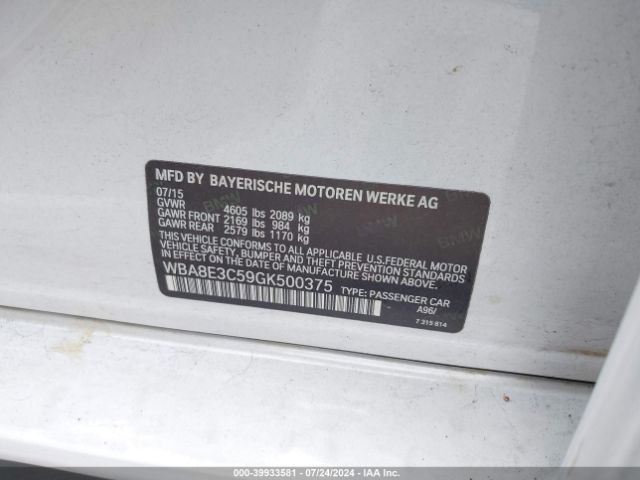 MFD BY BAYERISCHE MOTOREN WERKE AG
07/15
GVWR 4605 lbs 2089 kg
GAWR FRONT 2169 lbs 984 kg
GAWR REAR 2579 lbs 1170 kg
THIS VEHICLE CONFORMS TO ALL APPLICABLE U.S.FEDERAL MOTOR
VEHICLE SAFETY, BUMPER, AND THEFT PREVENTION STANDARDS
IN EFFECT ON THE DATE OF MANUFACTURE SHOWN ABOVE.
WBA8E3C59GK500375 TYPE: PASSENGER CAR
- A96/
7 315 814
000-39933581 / 07/24/2024 / IAA Inc.